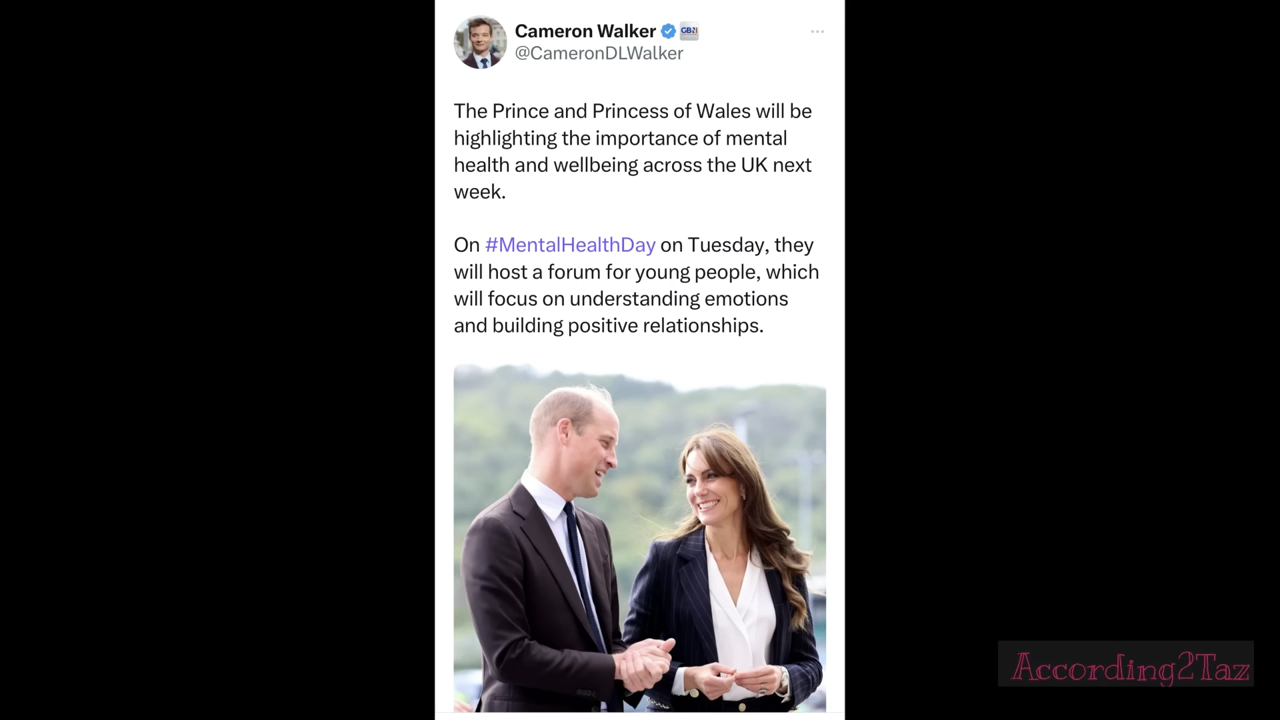 Cameron Walker GBN
@CameronDLWalker
The Prince and Princess of Wales will be
highlighting the importance of mental
health and wellbeing across the UK next
week.
On #MentalHealthDay on Tuesday, they
will host a forum for young people, which
will focus on understanding emotions
and building positive relationships.
According2Taz